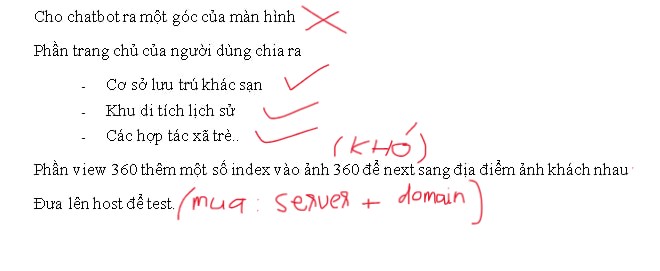 Cho chatbot ra một góc của màn hình
Phần trang chủ của người dùng chia ra
- Cơ sở lưu trú khác sạn
- Khu di tích lịch sử
- Các hợp tác xã trè..
(KHÓ)
Phần view 360 thêm một số index vào ảnh 360 để next sang địa điểm ảnh khách nhau
Đưa lên host để test. (mua: server + domain)